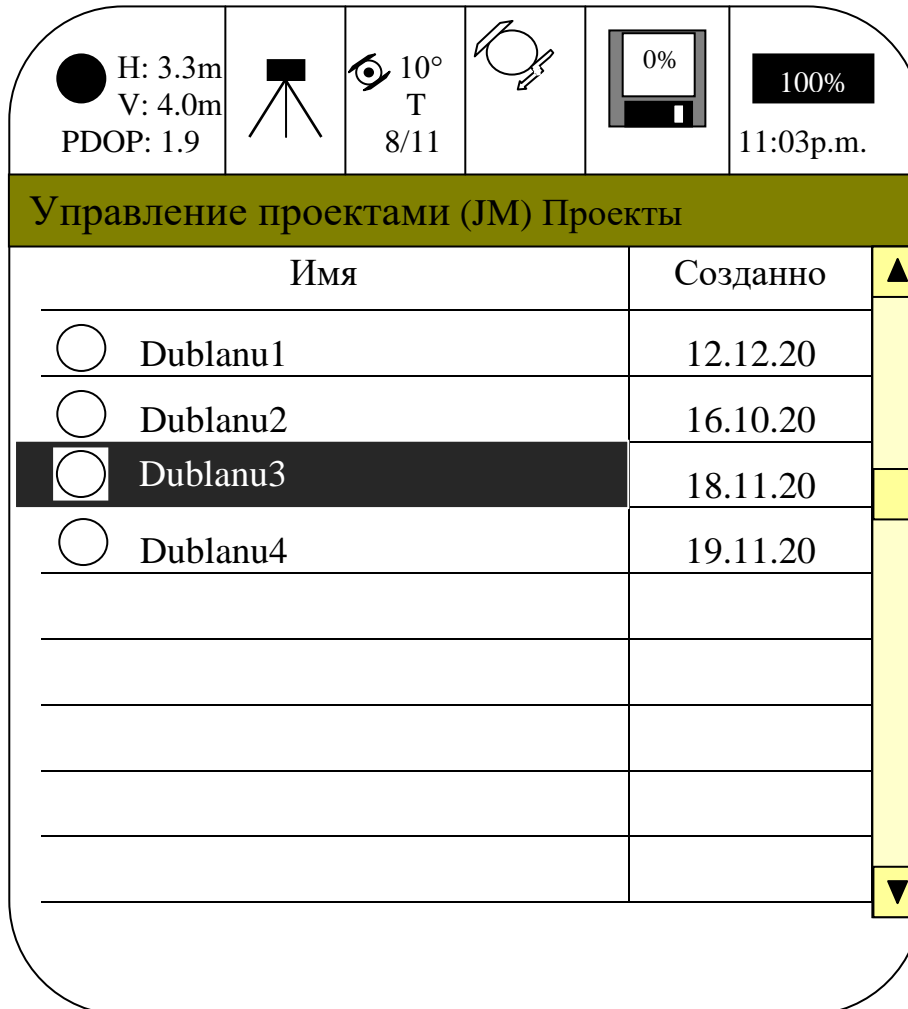 H: 3.3m
V: 4.0m
PDOP: 1.9
10°
T
8/11
0%
100%
11:03p.m.
Управление проектами (JM) Проекты
Имя Созданно
Dublanu1 12.12.20
Dublanu2 16.10.20
Dublanu3 18.11.20
Dublanu4 19.11.20